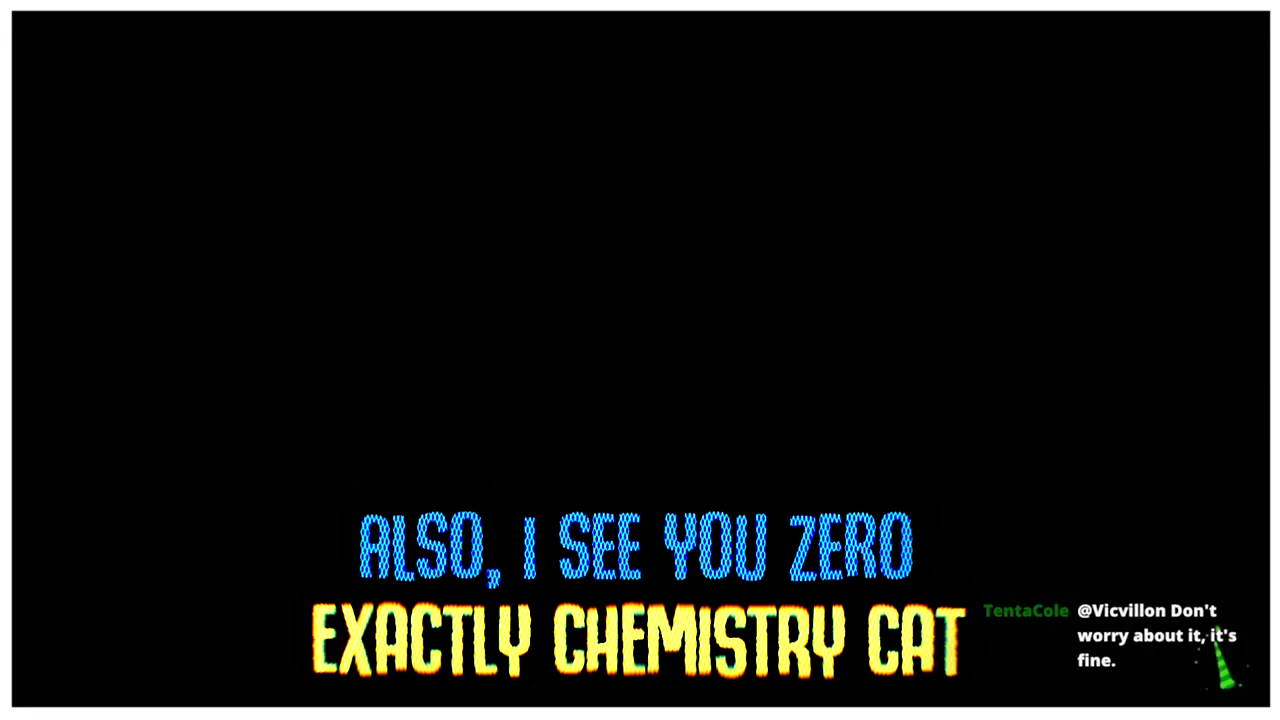 ALSO, I SEE YOU ZERO
EXACTLY CHEMISTRY CAT
TentaCole @Vicvillon Don't
worry about it, it's
fine.